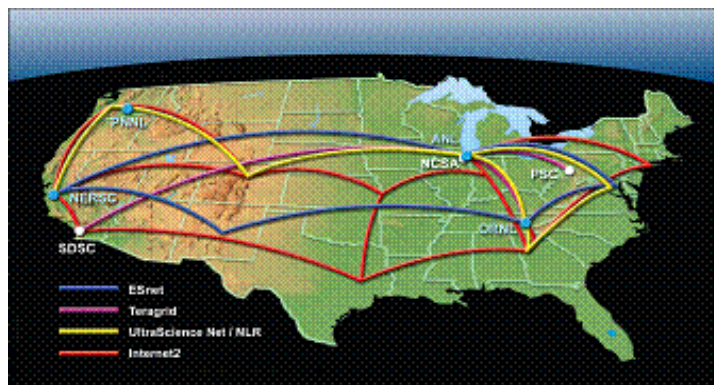 PNNL
ANL
NCSA
PSC
NERSC
ORNL
SDSC
ESnet
Teragrid
UltraScience Net / NLR
Internet2